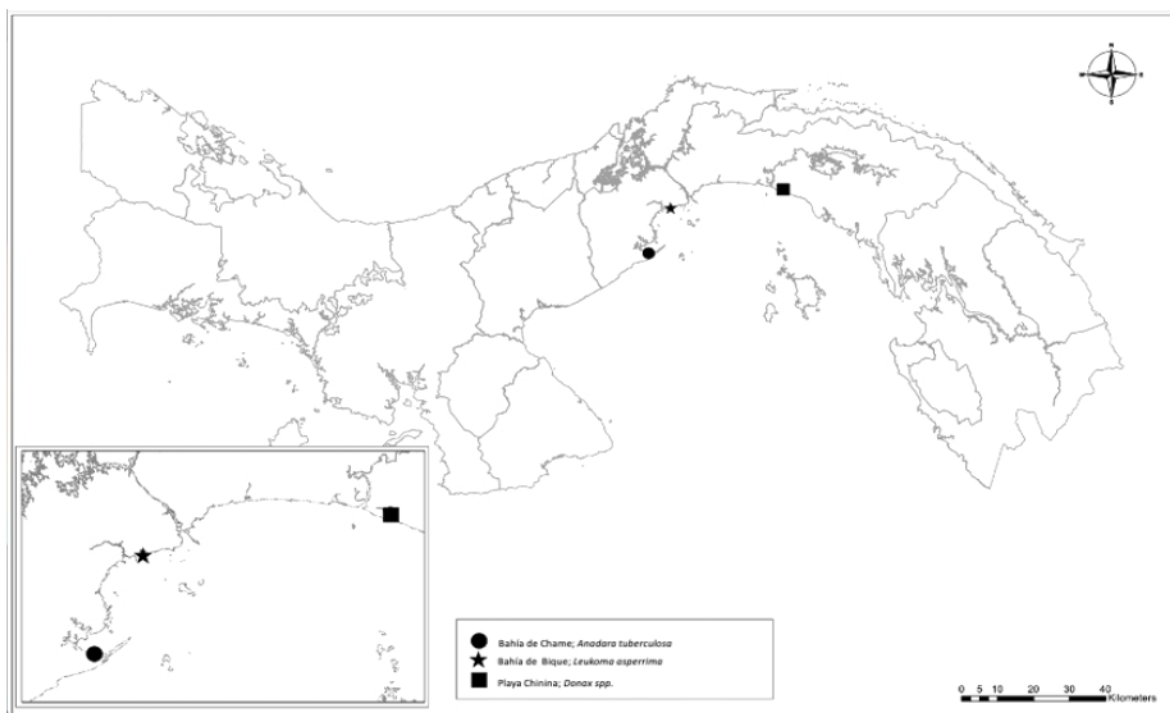 N
W E
S
Bahía de Chame; Anadara tuberculosa
Bahía de Bique; Leukoma asperrima
Playa Chinina; Donax spp.
0 5 10 20 30 40
Kilometers